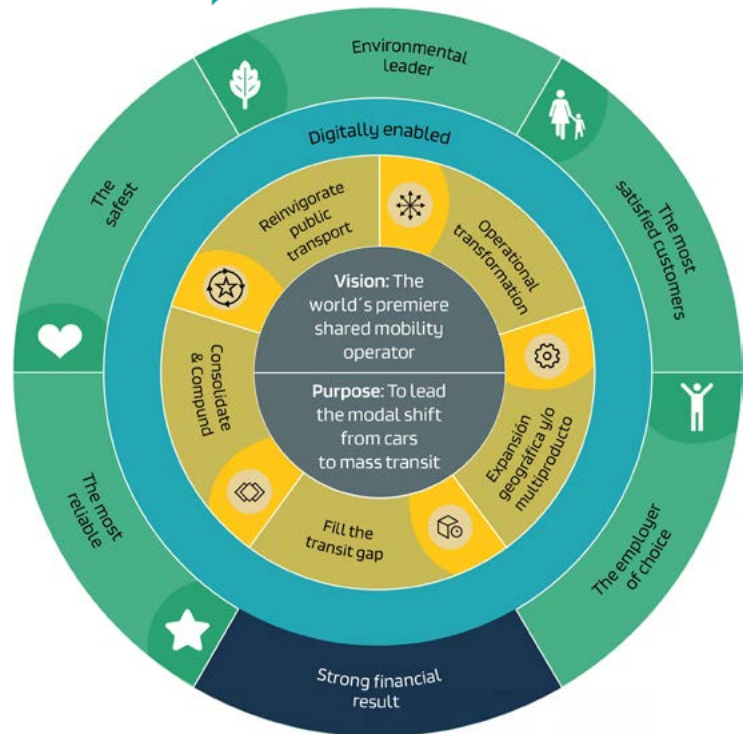 Environmental
leader
The most
satisfied customers
The employer
of choice
Strong financial
result
The most
reliable
The
safest
Digitally enabled
Reinvigorate
public
transport
Operational
transformation
Expansión
geográfica y/o
multiproducto
Fill the
transit gap
Consolidate
& Compund
Vision: The
world´s premiere
shared mobility
operator
Purpose: To lead
the modal shift
from cars
to mass transit